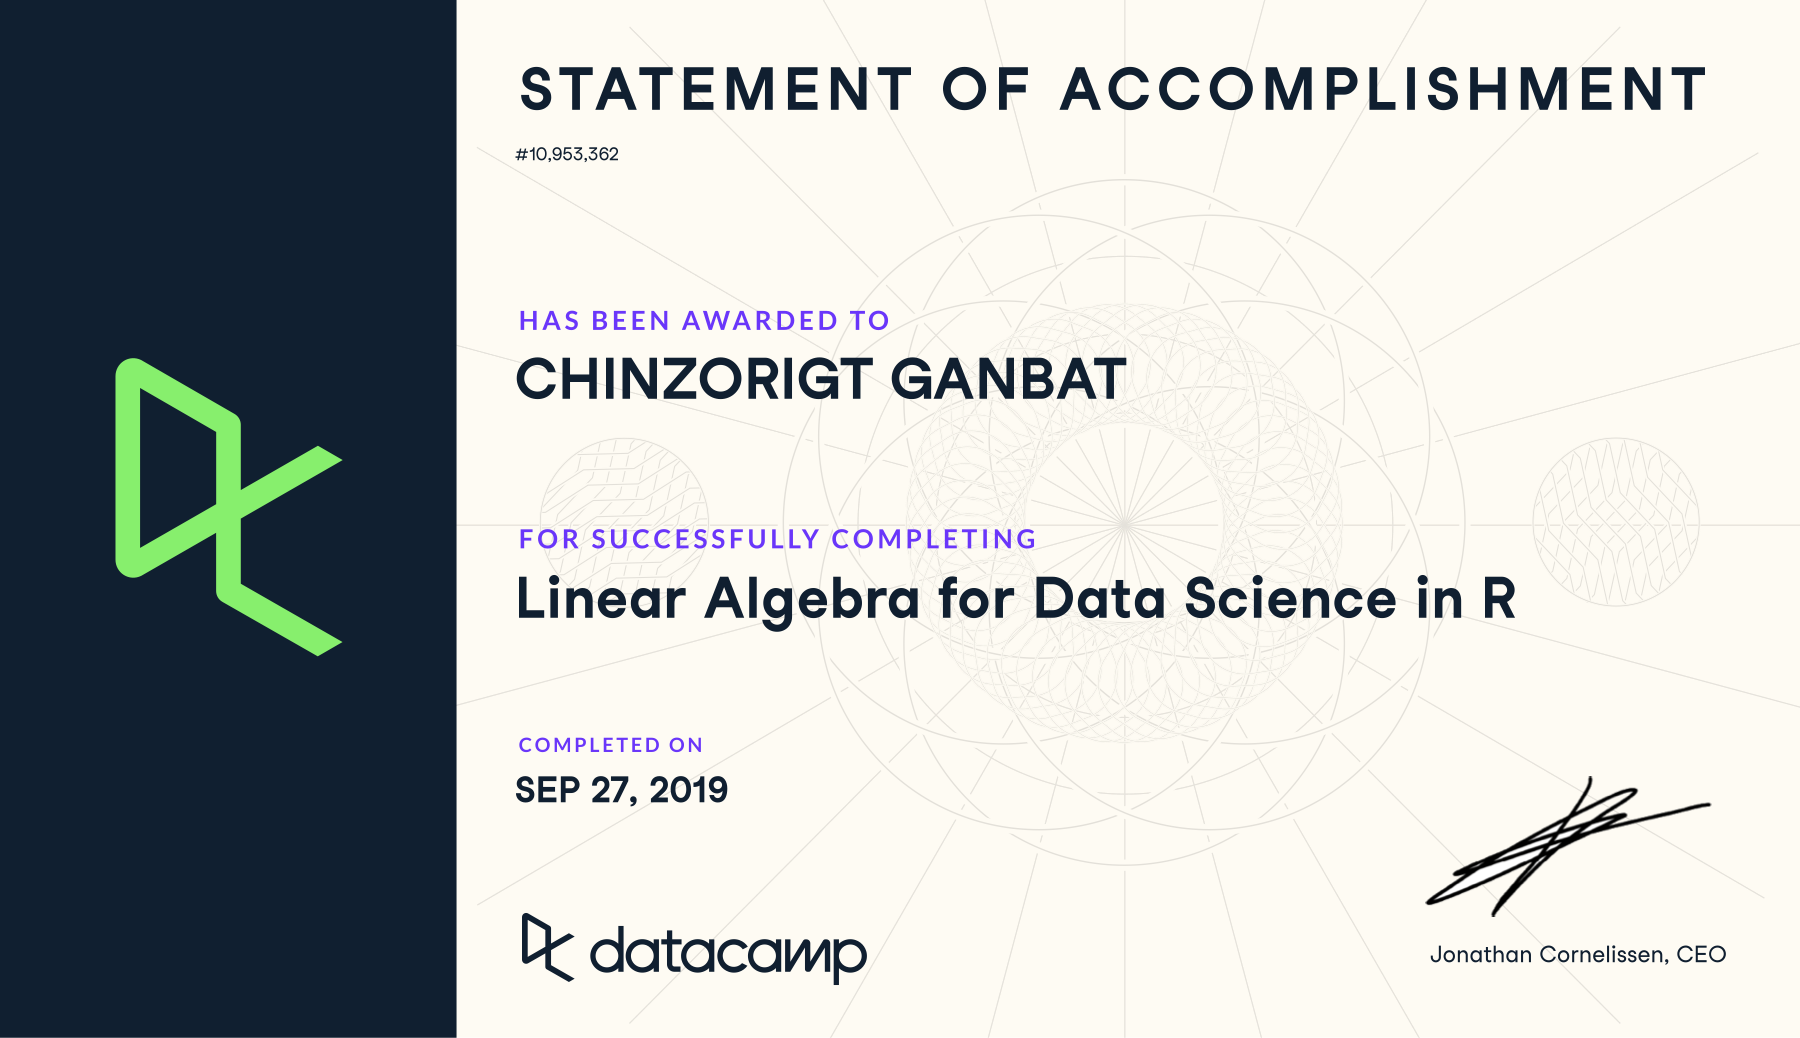 STATEMENT OF ACCOMPLISHMENT
#10,953,362
HAS BEEN AWARDED TO
CHINZORIGT GANBAT
FOR SUCCESSFULLY COMPLETING
Linear Algebra for Data Science in R
COMPLETED ON
SEP 27, 2019
datacamp
Jonathan Cornelissen, CEO